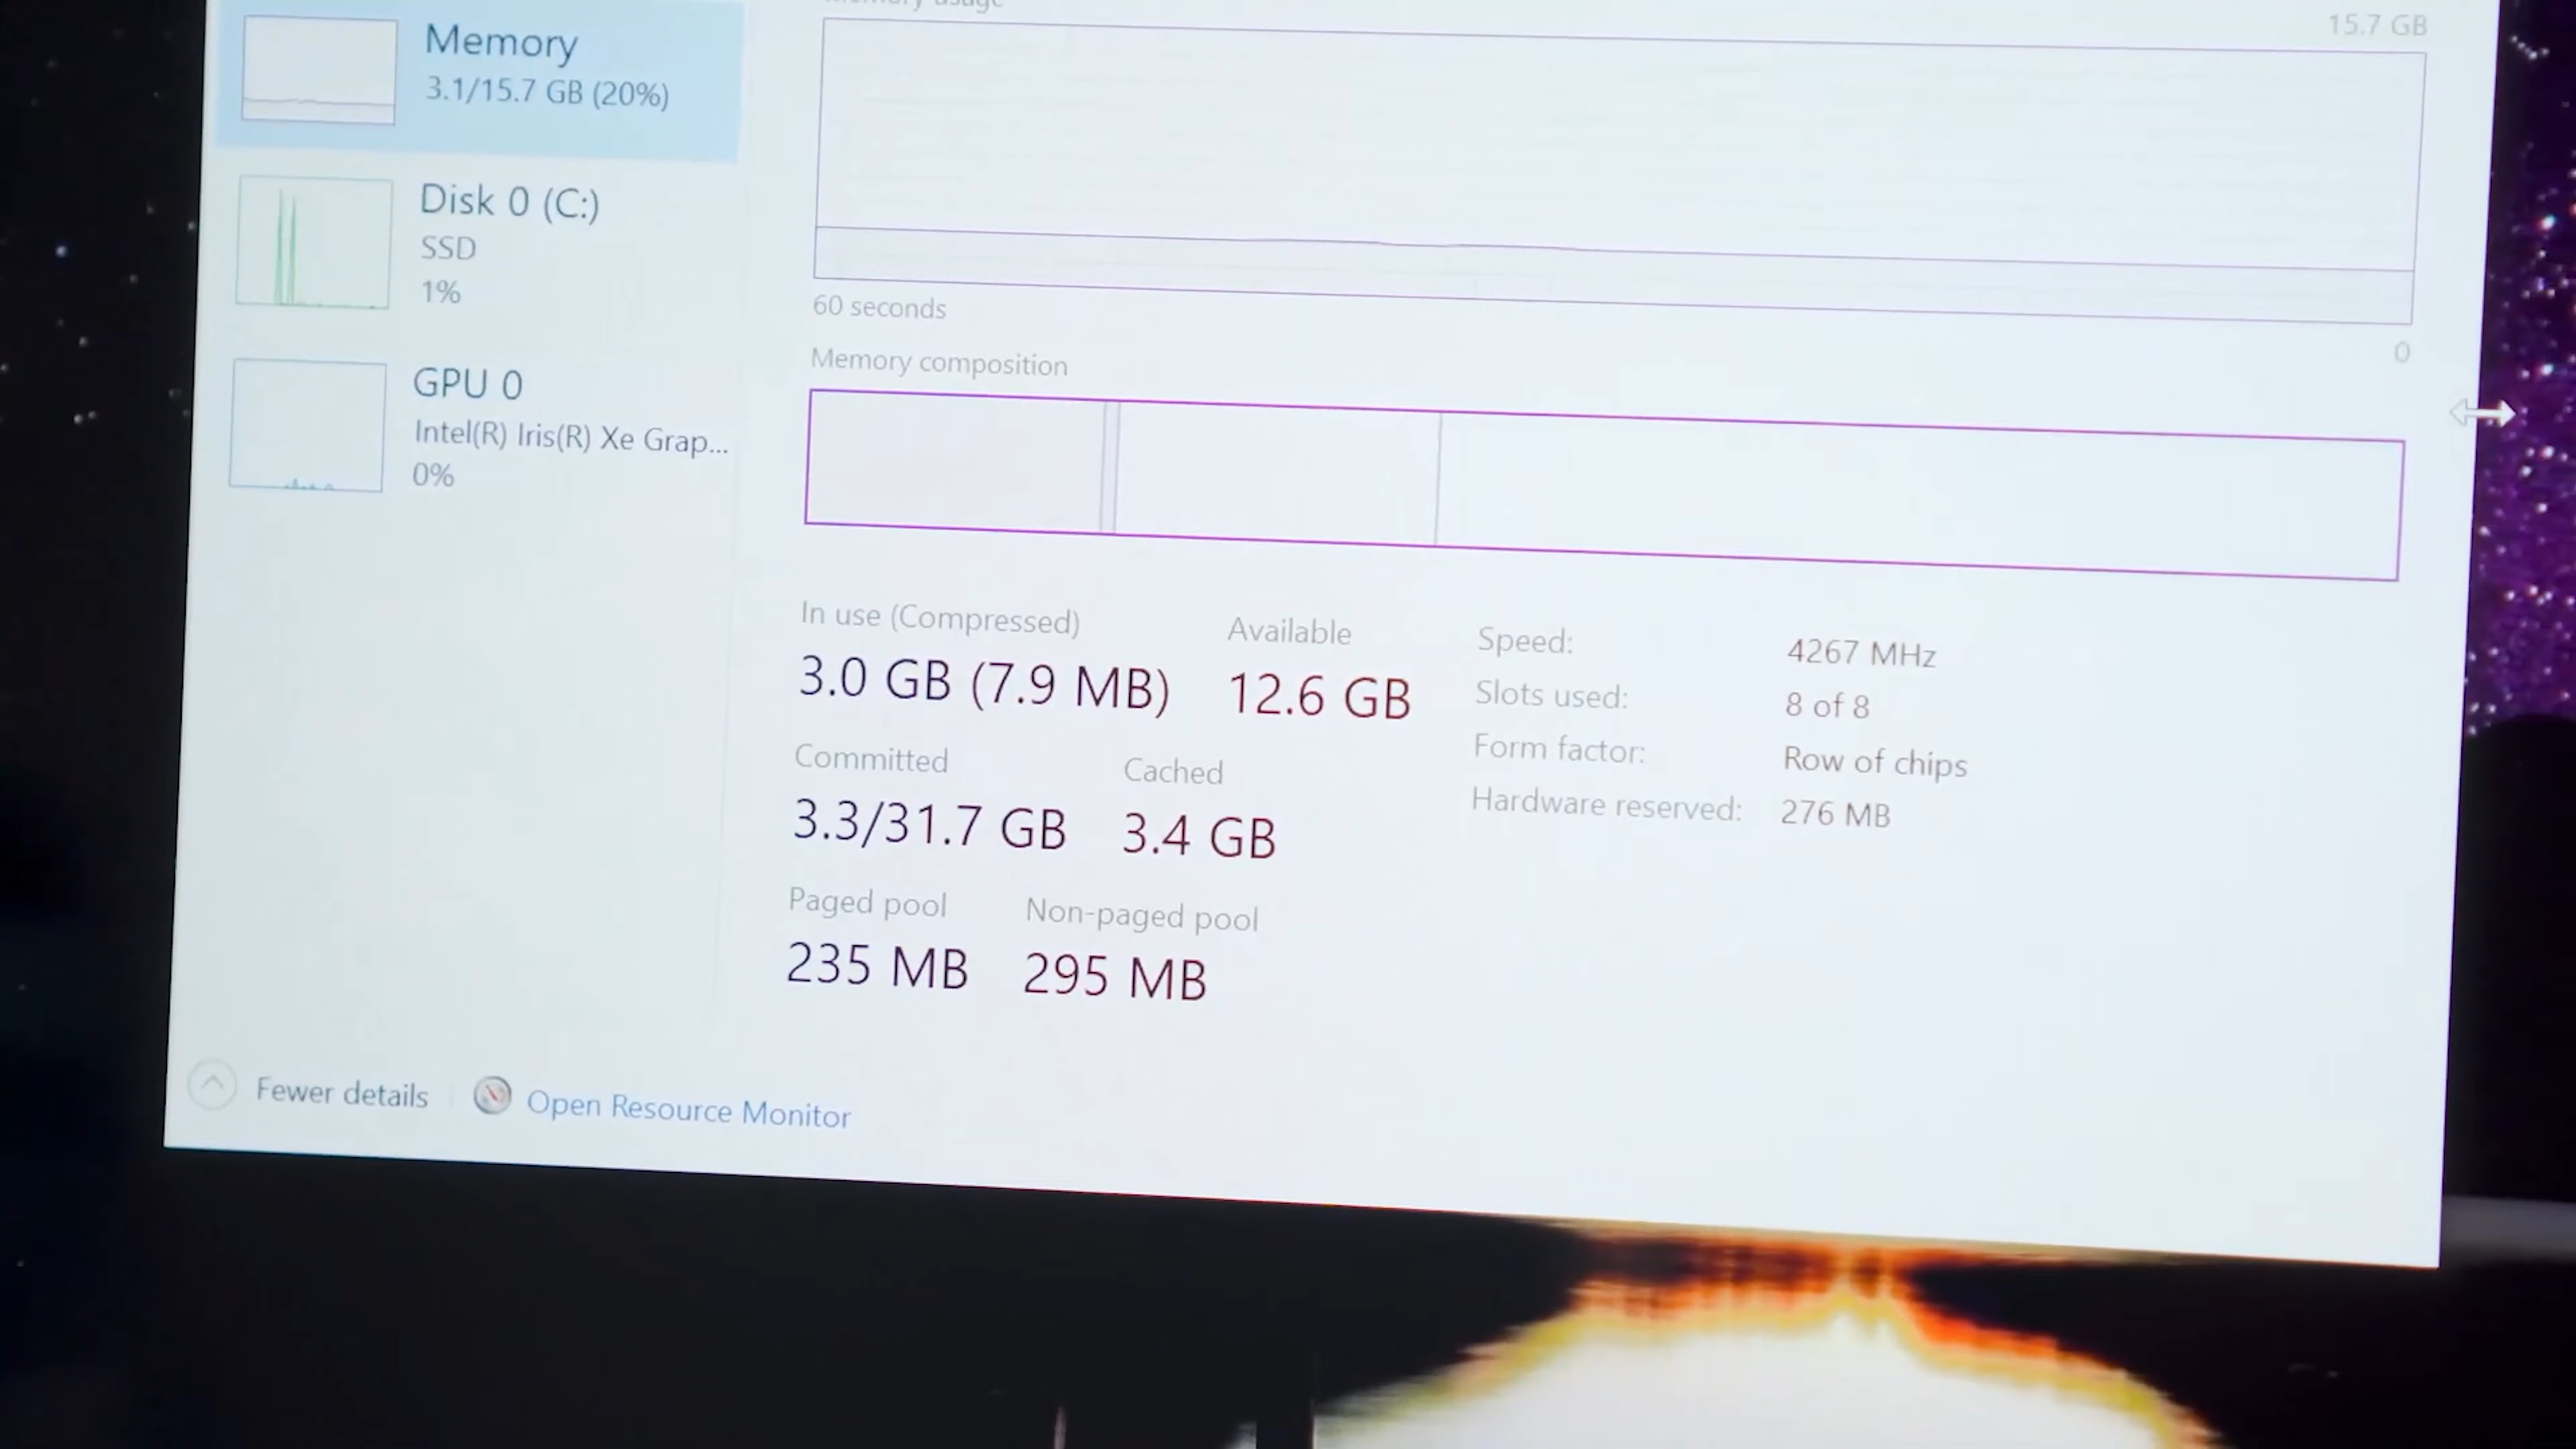 Memory usage
15.7 GB
Memory
3.1/15.7 GB (20%)
Disk 0 (C:)
SSD
1%
GPU 0
Intel(R) Iris(R) Xe Grap...
0%
60 seconds
0
Memory composition
In use (Compressed)
3.0 GB (7.9 MB)
Available
12.6 GB
Committed
3.3/31.7 GB
Cached
3.4 GB
Paged pool
235 MB
Non-paged pool
295 MB
Speed: 4267 MHz
Slots used: 8 of 8
Form factor: Row of chips
Hardware reserved: 276 MB
Fewer details
Open Resource Monitor